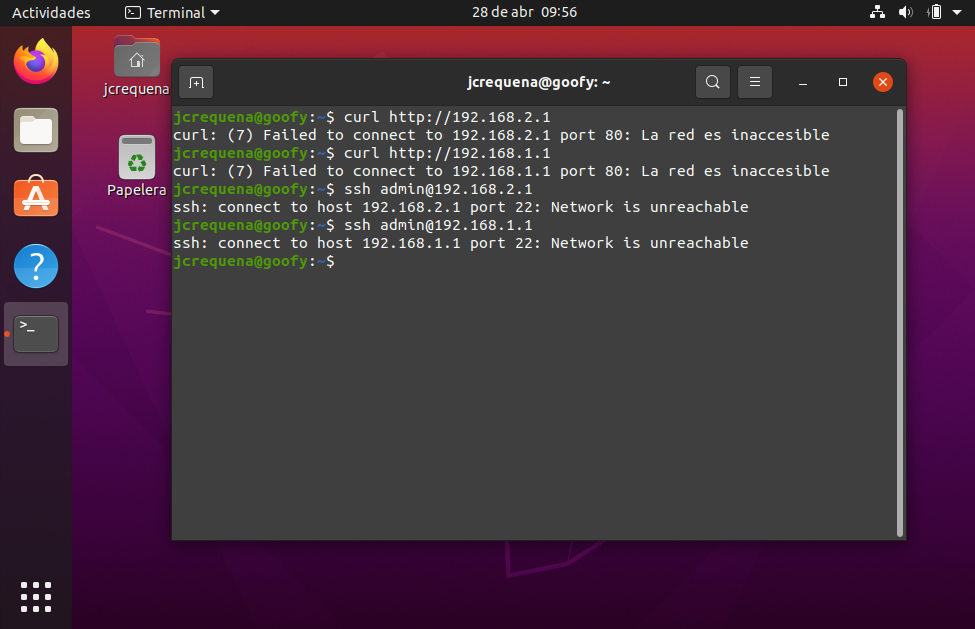 Actividades Terminal 28 de abr 09:56
jcrequena
Papelera
jcrequena@goofy: ~
jcrequena@goofy:~$ curl http://192.168.2.1
curl: (7) Failed to connect to 192.168.2.1 port 80: La red es inaccesible
jcrequena@goofy:~$ curl http://192.168.1.1
curl: (7) Failed to connect to 192.168.1.1 port 80: La red es inaccesible
jcrequena@goofy:~$ ssh admin@192.168.2.1
ssh: connect to host 192.168.2.1 port 22: Network is unreachable
jcrequena@goofy:~$ ssh admin@192.168.1.1
ssh: connect to host 192.168.1.1 port 22: Network is unreachable
jcrequena@goofy:~$